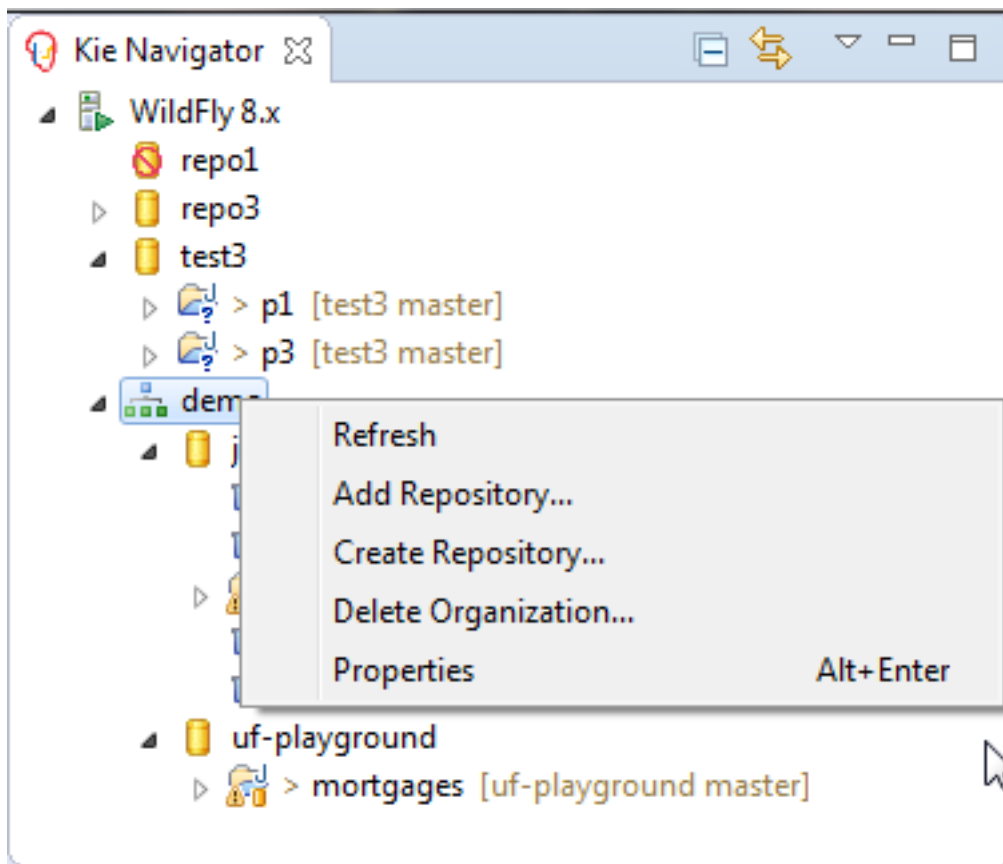 Kie Navigator
WildFly 8.x
repo1
repo3
test3
> p1 [test3 master]
> p3 [test3 master]
Refresh
Add Repository...
Create Repository...
Delete Organization...
Properties Alt+Enter
uf-playground
> mortgages [uf-playground master]